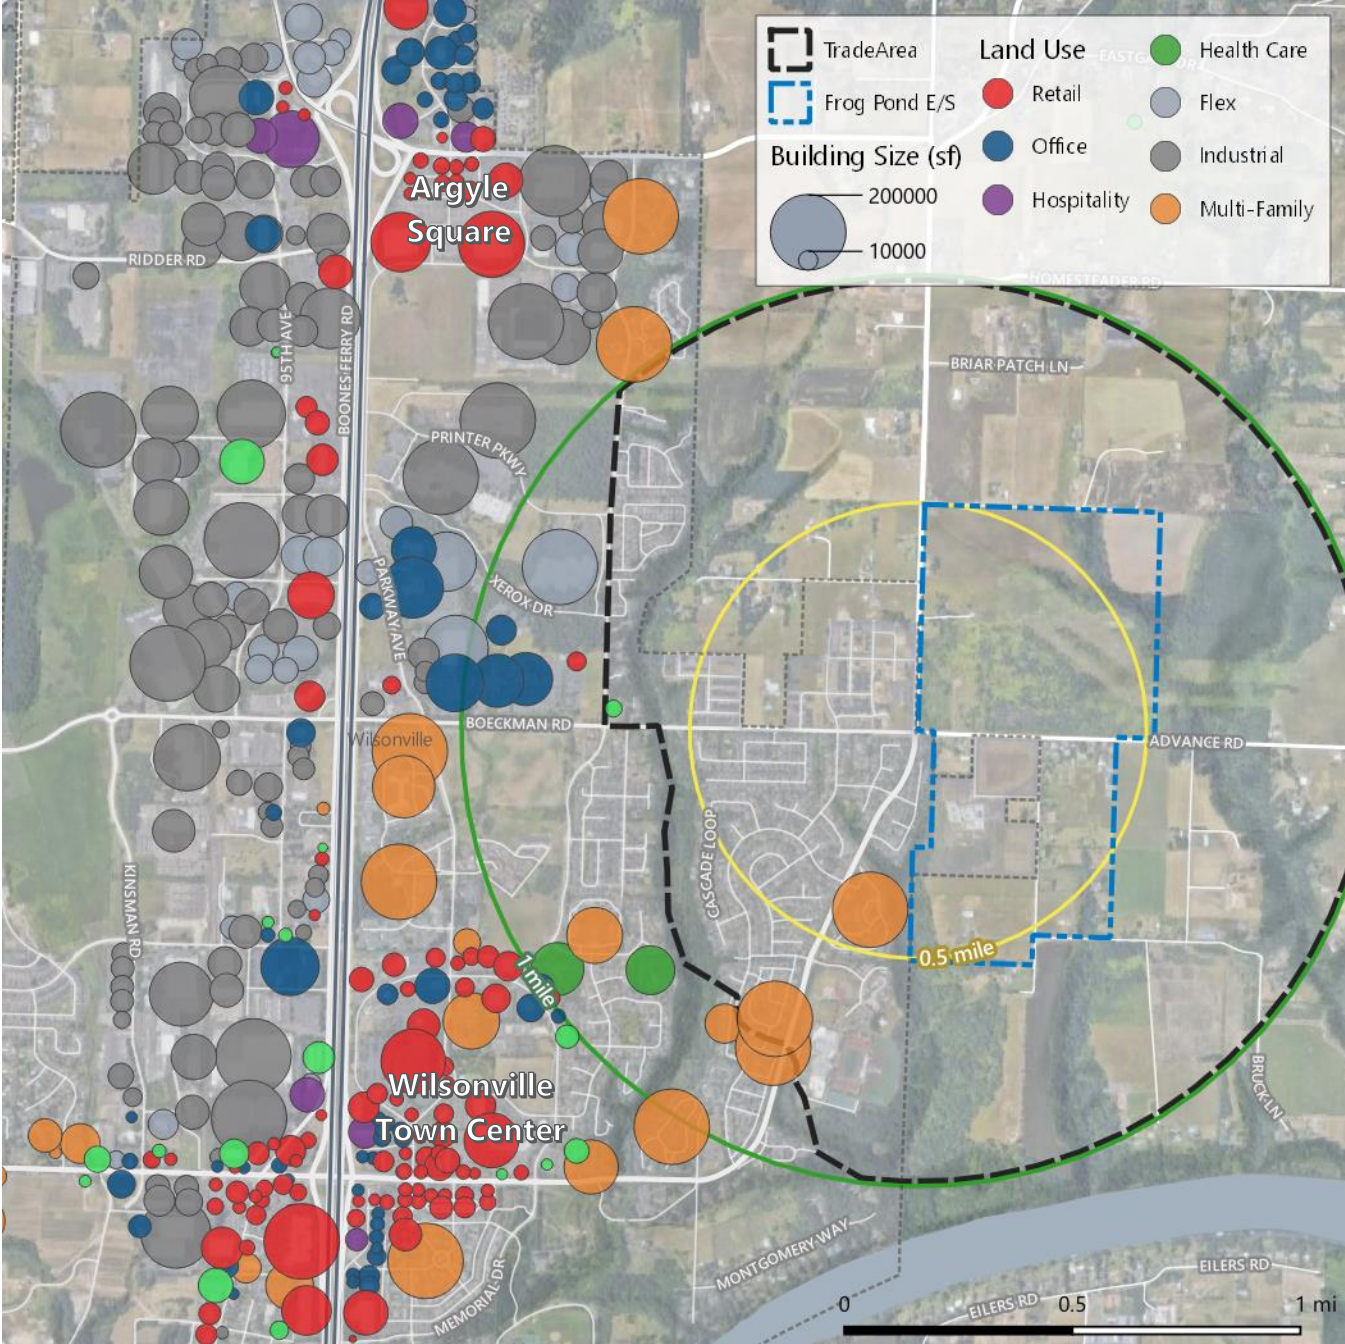 TradeArea
Frog Pond E/S
Building Size (sf)
200000
10000
Land Use
Retail
Office
Hospitality
Health Care
Flex
Industrial
Multi-Family
Argyle
Square
RIDDER RD
HOMESTEADER RD
95TH AVE
BOONES FERRY RD
BRIAR PATCH LN
PRINTER PKWY
XEROX DR
PARKWAY AVE
BOECKMAN RD
Wilsonville
ADVANCE RD
CASCADE LOOP
KINSMAN RD
0.5 mile
1 mile
Wilsonville
Town Center
BRUCK LN
MONTGOMERY WAY
MEMORIAL DR
EILERS RD
EILERS RD
0 0.5 1 mi